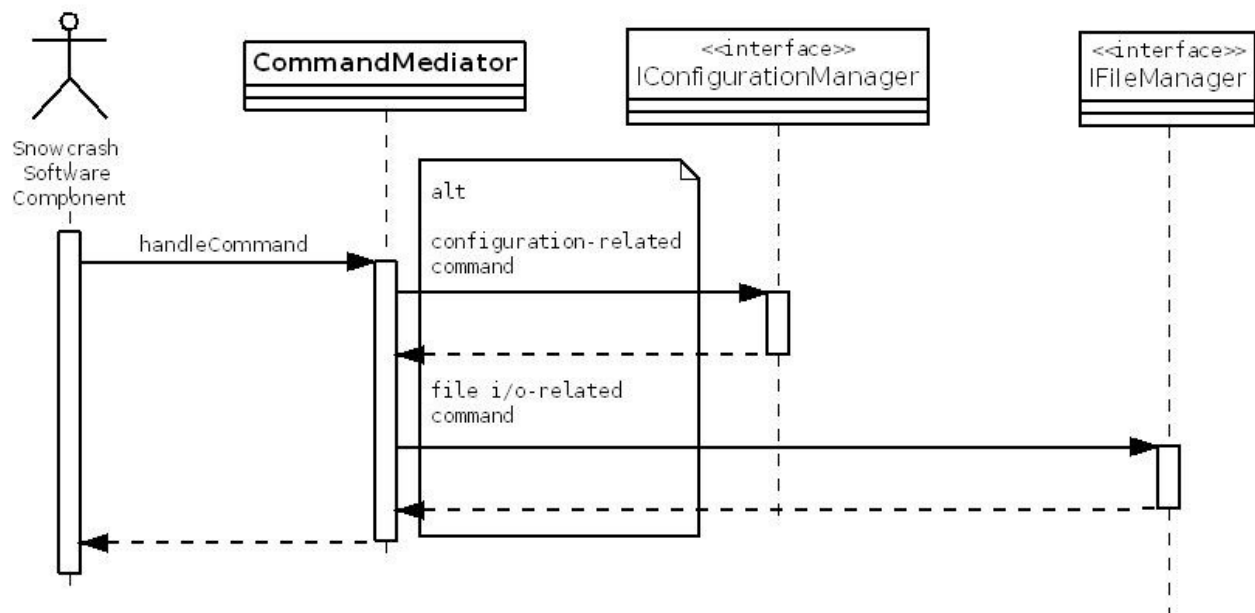 CommandMediator
<<interface>>
IConfigurationManager
<<interface>>
IFileManager
Snowcrash
Software
Component
alt
configuration-related
command
handleCommand
file i/o-related
command